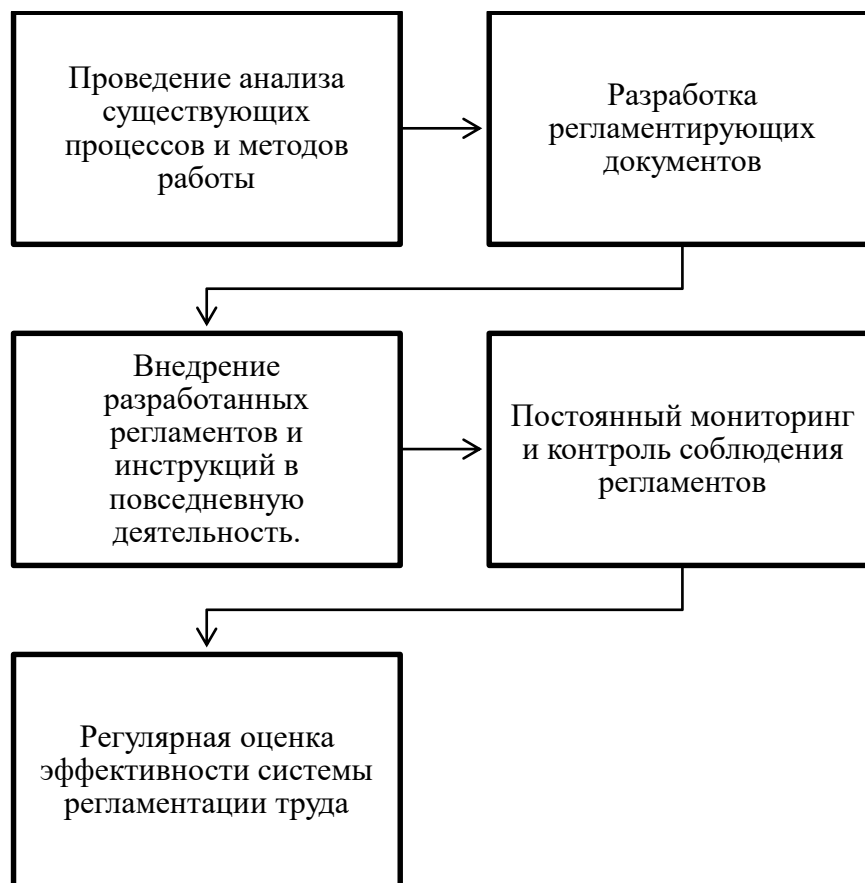 Проведение анализа
существующих
процессов и методов
работы
Разработка
регламентирующих
документов
Внедрение
разработанных
регламентов и
инструкций в
повседневную
деятельность.
Постоянный мониторинг
и контроль соблюдения
регламентов
Регулярная оценка
эффективности системы
регламентации труда